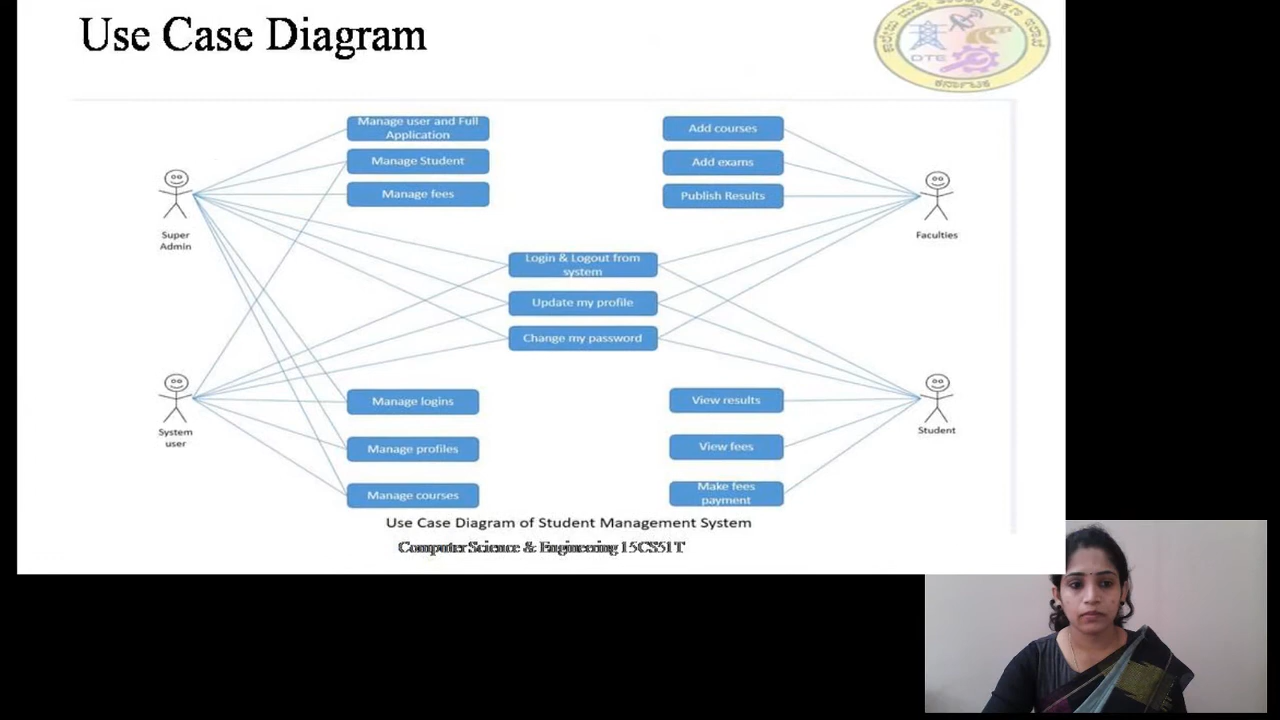 Use Case Diagram
DTE
ಕರ್ನಾಟಕ
Manage user and Full
Application
Add courses
Manage Student
Add exams
Manage fees
Publish Results
Super
Admin
Faculties
Login & Logout from
system
Update my profile
Change my password
Manage logins
View results
System
user
Student
Manage profiles
View fees
Manage courses
Make fees
payment
Use Case Diagram of Student Management System
Computer Science & Engineering 15CS51T